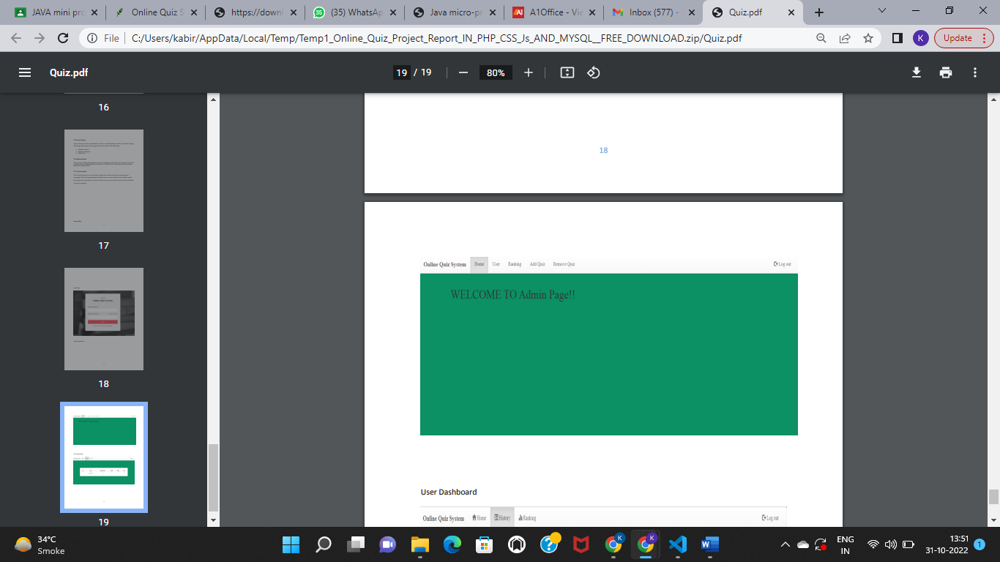 JAVA mini pro
Online Quiz S
https://downl
(35) WhatsAp
Java micro-pr
A1Office - Vie
Inbox (577) -
Quiz.pdf
File
C:/Users/kabir/AppData/Local/Temp/Temp1_Online_Quiz_Project_Report_IN_PHP_CSS_Js_AND_MYSQL__FREE_DOWNLOAD.zip/Quiz.pdf
K
Update
Quiz.pdf
19 / 19
80%
16
17
18
19
18
Online Quiz System Home User Ranking Add Quiz Remove Quiz Log out
WELCOME TO Admin Page!!
User Dashboard
Online Quiz System Home History Ranking Log out
34°C
Smoke
ENG
IN
13:51
31-10-2022
1